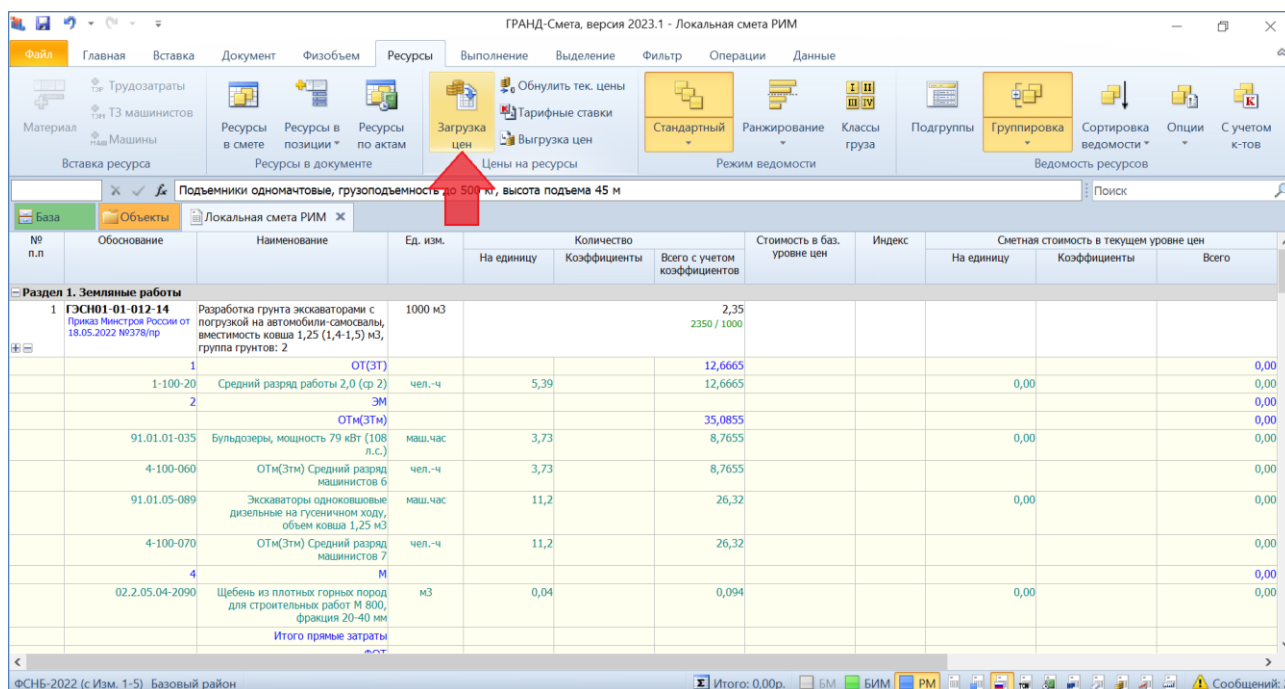 ГРАНД-Смета, версия 2023.1 - Локальная смета РИМ
Файл Главная Вставка Документ Физобъем Ресурсы Выполнение Выделение Фильтр Операции Данные
Материал
Трудозатраты
ТЗ машинистов
Машины
Вставка ресурса
Ресурсы
в смете
Ресурсы в
позиции
Ресурсы
по актам
Ресурсы в документе
Загрузка
цен
Обнулить тек. цены
Тарифные ставки
Выгрузка цен
Цены на ресурсы
Стандартный
Ранжирование
Классы
груза
Режим ведомости
Подгруппы
Группировка
Сортировка
ведомости
Опции
С учетом
к-тов
Ведомость ресурсов
fx Подъемники одномачтовые, грузоподъемность до 500 кг, высота подъема 45 м
Поиск
База Объекты Локальная смета РИМ
№
п.п
Обоснование
Наименование
Ед. изм.
Количество
На единицу
Коэффициенты
Всего с учетом
коэффициентов
Стоимость в баз.
уровне цен
Индекс
Сметная стоимость в текущем уровне цен
На единицу
Коэффициенты
Всего
Раздел 1. Земляные работы
1 ГЭСН01-01-012-14 Разработка грунта экскаваторами с 1000 м3 2,35
Приказ Минстроя России от погрузкой на автомобили-самосвалы, 2350 / 1000
18.05.2022 №378/пр вместимость ковша 1,25 (1,4-1,5) м3,
группа грунтов: 2
1 ОТ(ЗТ) 12,6665 0,00
1-100-20 Средний разряд работы 2,0 (ср 2) чел.-ч 5,39 12,6665 0,00 0,00
2 ЭМ 0,00
ОТм(ЗТм) 35,0855 0,00
91.01.01-035 Бульдозеры, мощность 79 кВт (108 маш.час 3,73 8,7655 0,00 0,00
л.с.)
4-100-060 ОТм(Зтм) Средний разряд чел.-ч 3,73 8,7655 0,00
машинистов 6
91.01.05-089 Экскаваторы одноковшовые маш.час 11,2 26,32 0,00 0,00
дизельные на гусеничном ходу,
объем ковша 1,25 м3
4-100-070 ОТм(Зтм) Средний разряд чел.-ч 11,2 26,32 0,00
машинистов 7
4 М 0,00
02.2.05.04-2090 Щебень из плотных горных пород м3 0,04 0,094 0,00 0,00
для строительных работ М 800,
фракция 20-40 мм
Итого прямые затраты
ФОТ
ФСНБ-2022 (с Изм. 1-5) Базовый район Итого: 0,00р. БМ БИМ РМ Сообщений: